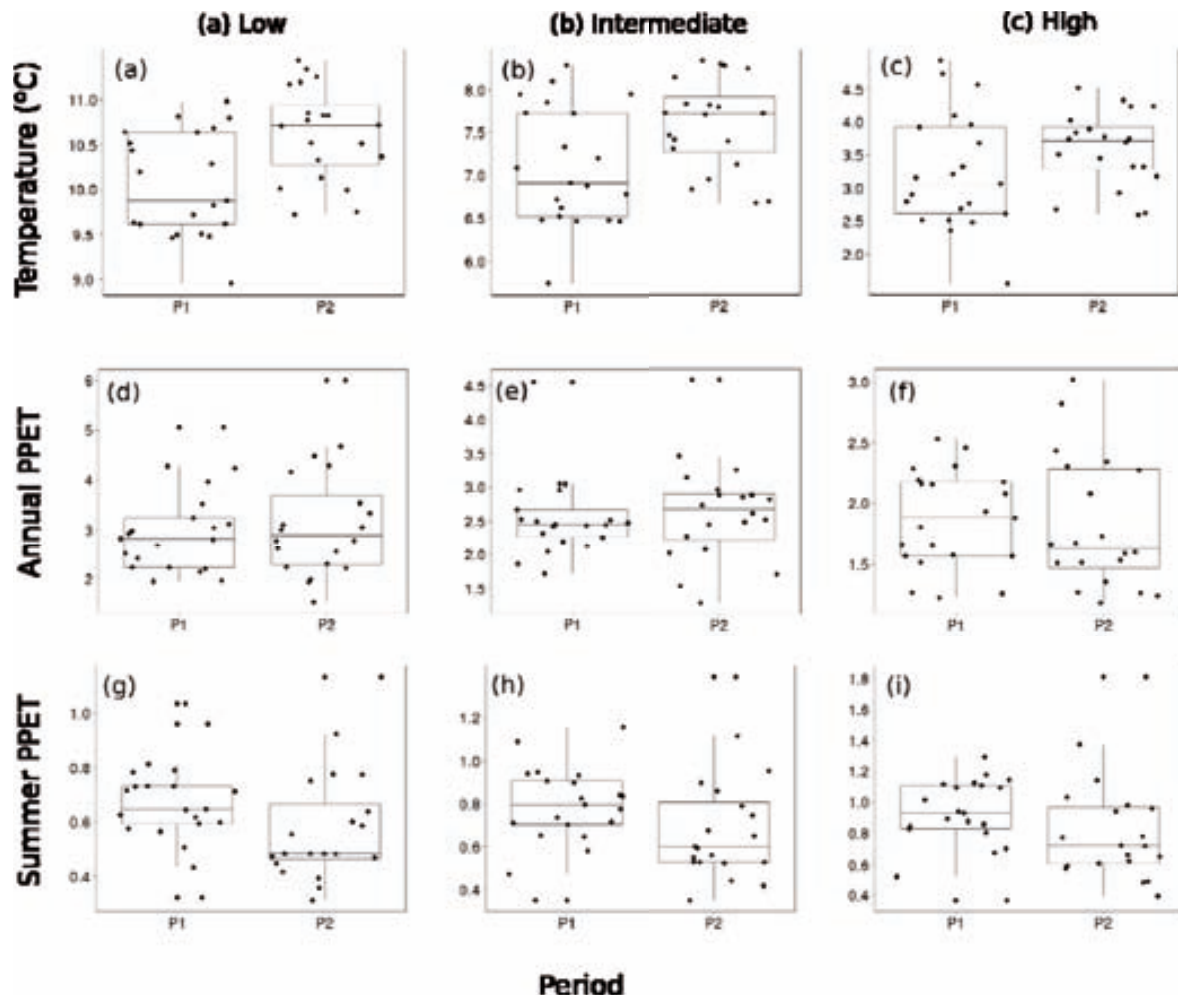 (a) Low (b) Intermediate (c) High
Temperature (°C)
(a)
11.0
10.5
10.0
9.5
9.0
P1 P2
(b)
8.0
7.5
7.0
6.5
6.0
P1 P2
(c)
4.5
4.0
3.5
3.0
2.5
2.0
P1 P2
Annual PPET
(d)
6
5
4
3
2
P1 P2
(e)
4.5
4.0
3.5
3.0
2.5
2.0
1.5
P1 P2
(f)
3.0
2.5
2.0
1.5
P1 P2
Summer PPET
(g)
1.0
0.8
0.6
0.4
P1 P2
(h)
1.2
1.0
0.8
0.6
0.4
P1 P2
(i)
1.8
1.6
1.4
1.2
1.0
0.8
0.6
0.4
P1 P2
Period